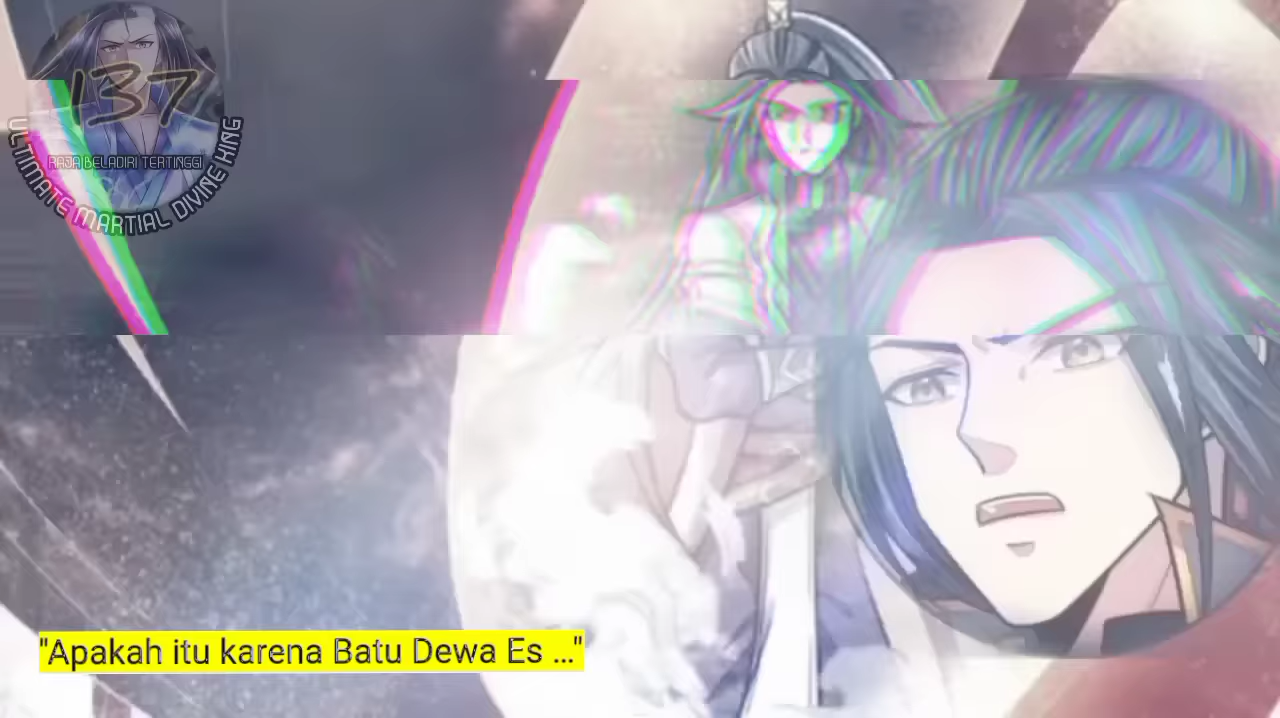 137
RAJA BELADIRI TERTINGGI
ULTIMATE MARTIAL DIVINE KING
"Apakah itu karena Batu Dewa Es ..."